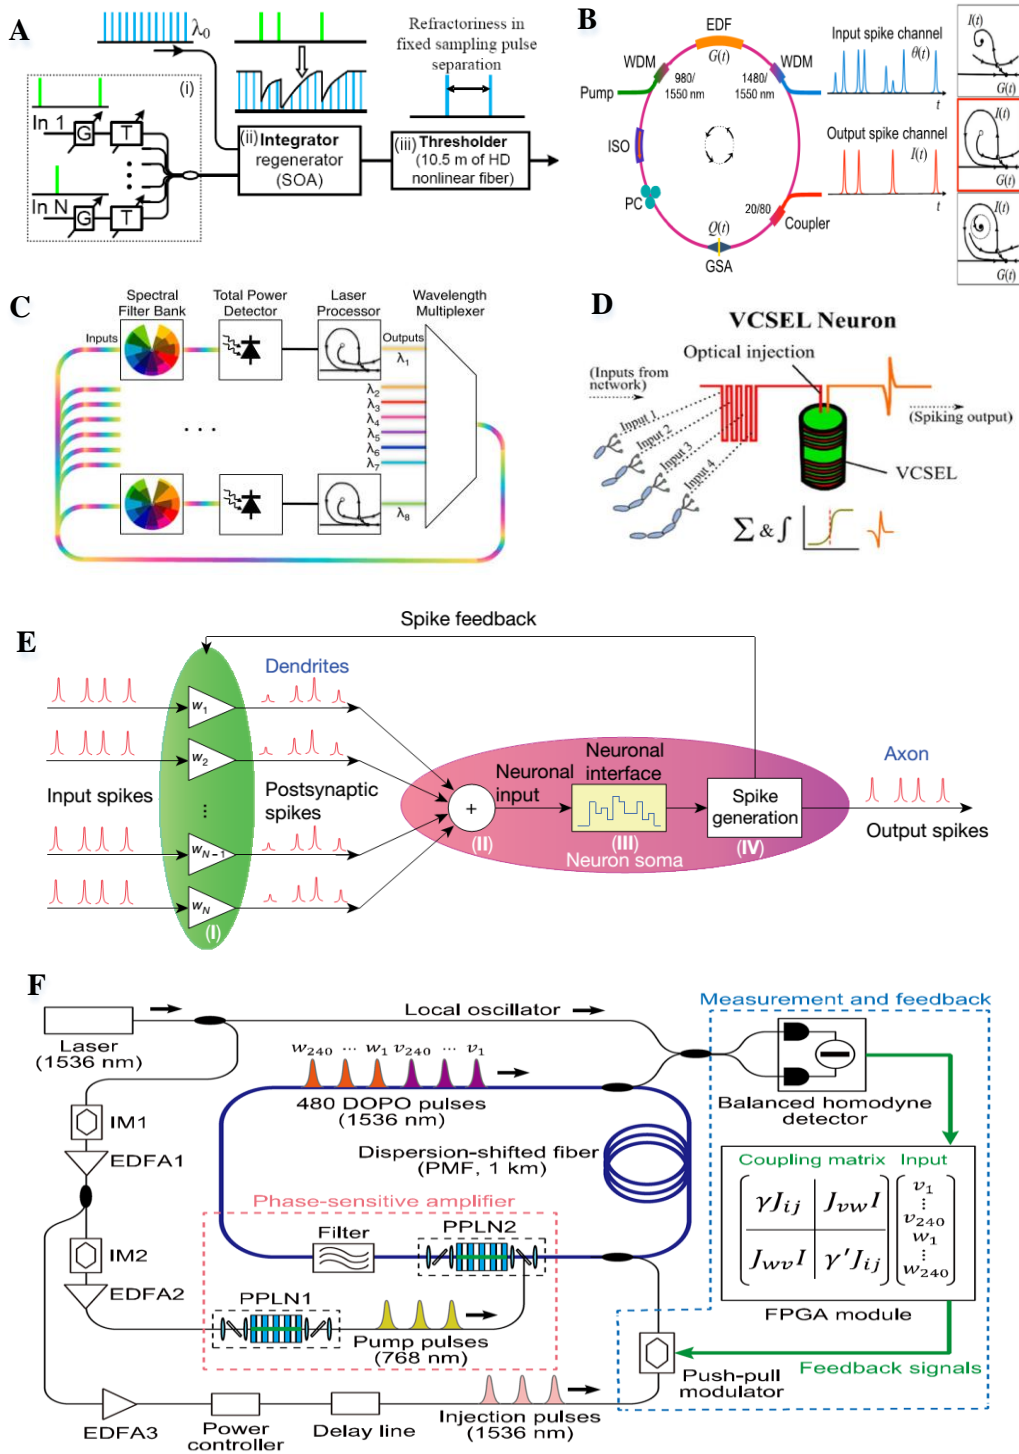 A
λ₀
Refractoriness in
fixed sampling pulse
separation
(i)
In 1
G
T
In N
G
T
(ii) Integrator
regenerator
(SOA)
(iii) Thresholder
(10.5 m of HD
nonlinear fiber)
B
EDF
G(t)
WDM
WDM
980/
1550 nm
1480/
1550 nm
Pump
ISO
PC
Q(t)
GSA
20/80
Coupler
Input spike channel
θ(t)
t
Output spike channel
I(t)
t
I(t)
G(t)
I(t)
G(t)
I(t)
G(t)
C
Spectral
Filter Bank
Total Power
Detector
Laser
Processor
Wavelength
Multiplexer
Inputs
Outputs
λ₁
λ₂
λ₃
λ₄
λ₅
λ₆
λ₇
λ₈
. . .
D
VCSEL Neuron
Optical injection
(Inputs from
network)
Input 1
Input 2
Input 3
Input 4
(Spiking output)
VCSEL
Σ & ∫
E
Spike feedback
Dendrites
w₁
w₂
...
wN−1
wN
(I)
Input spikes
Postsynaptic
spikes
Neuronal
input
+
(II)
Neuronal
interface
(III)
Neuron soma
Spike
generation
(IV)
Axon
Output spikes
F
Laser
(1536 nm)
Local oscillator
Measurement and feedback
w₂₄₀ ... w₁ v₂₄₀ ... v₁
480 DOPO pulses
(1536 nm)
Balanced homodyne
detector
IM1
EDFA1
Dispersion-shifted fiber
(PMF, 1 km)
Coupling matrix
Input
γJij
JvwI
JwvI
γ′Jij
v₁
⋮
v₂₄₀
w₁
⋮
w₂₄₀
FPGA module
Phase-sensitive amplifier
Filter
PPLN2
IM2
EDFA2
PPLN1
Pump pulses
(768 nm)
Feedback signals
Push-pull
modulator
EDFA3
Power
controller
Delay line
Injection pulses
(1536 nm)